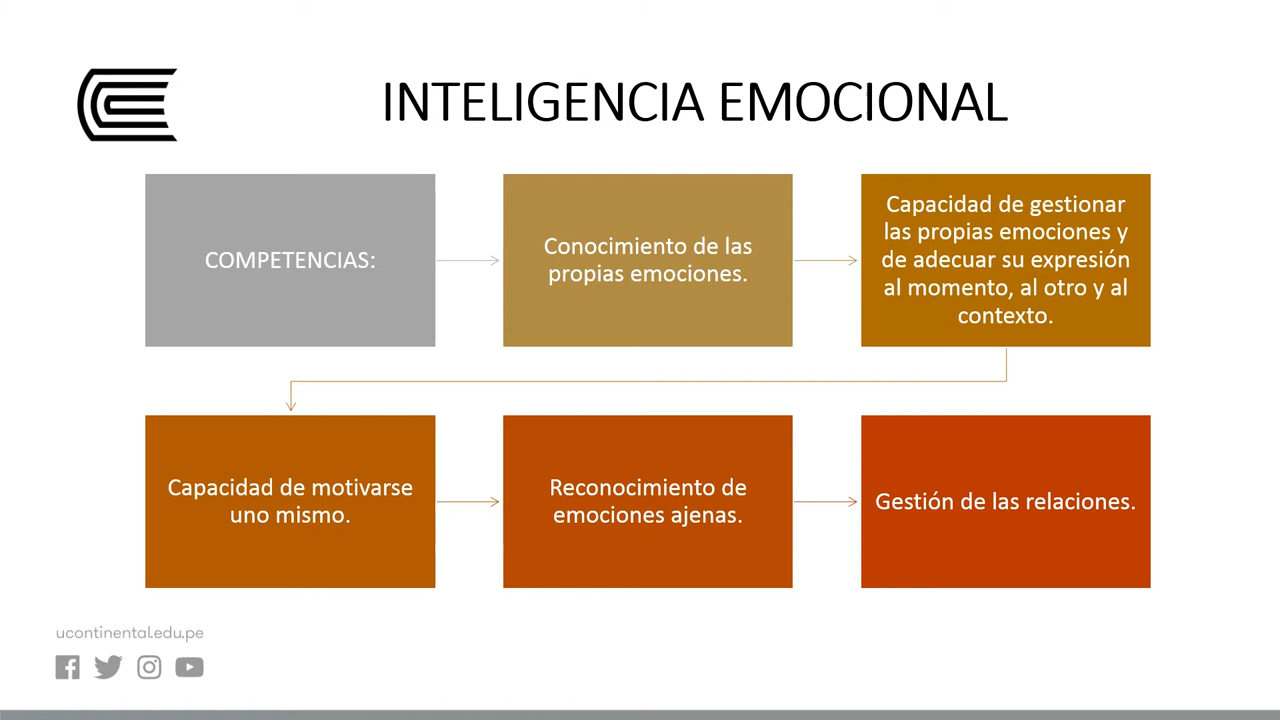 INTELIGENCIA EMOCIONAL
COMPETENCIAS:
Conocimiento de las
propias emociones.
Capacidad de gestionar
las propias emociones y
de adecuar su expresión
al momento, al otro y al
contexto.
Capacidad de motivarse
uno mismo.
Reconocimiento de
emociones ajenas.
Gestión de las relaciones.
ucontinental.edu.pe